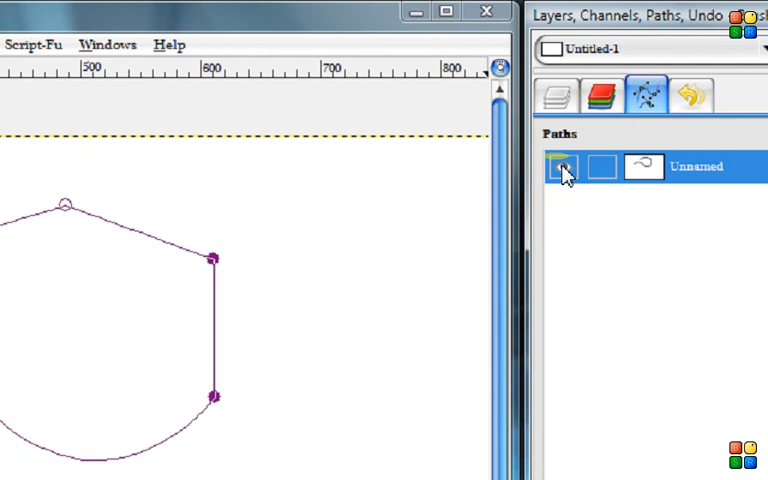 Layers, Channels, Paths, Undo
Script-Fu Windows Help
Untitled-1
500 600 700 800
Paths
Unnamed